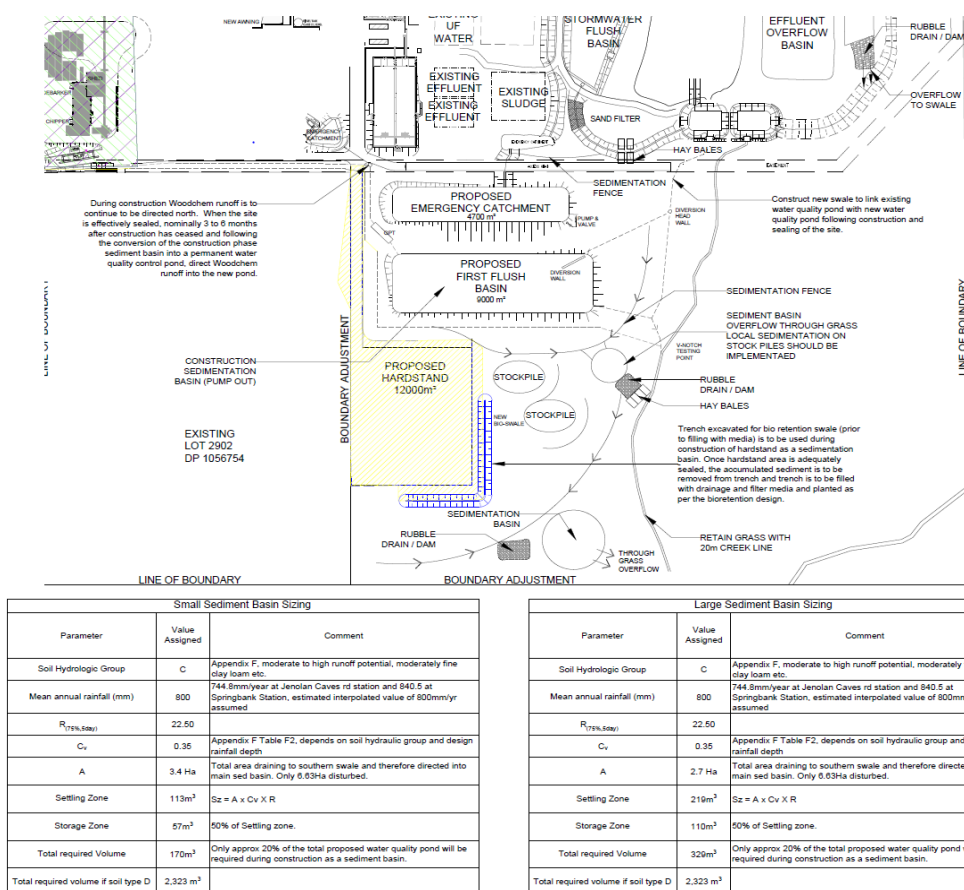 NEW AWNING
EXISTING
UF
WATER
STORMWATER
FLUSH
BASIN
EFFLUENT
OVERFLOW
BASIN
RUBBLE
DRAIN / DAM
EXISTING
EFFLUENT
EXISTING
EFFLUENT
EXISTING
SLUDGE
OVERFLOW
TO SWALE
CHIPPER
SAND FILTER
EMERGENCY
CATCHMENT
HAY BALES
EASEMENT
SEDIMENTATION
FENCE
During construction Woodchem runoff is to
continue to be directed north. When the site
is effectively sealed, nominally 3 to 6 months
after construction has ceased and following
the conversion of the construction phase
sediment basin into a permanent water
quality control pond, direct Woodchem
runoff into the new pond.
PROPOSED
EMERGENCY CATCHMENT
4700 m³
PUMP &
VALVE
GPT
DIVERSION
HEAD
WALL
Construct new swale to link existing
water quality pond with new water
quality pond following construction and
sealing of the site.
PROPOSED
FIRST FLUSH
BASIN
9000 m³
DIVERSION
WALL
LINE OF BOUNDARY
LINE OF BOUNDARY
SEDIMENTATION FENCE
SEDIMENT BASIN
OVERFLOW THROUGH GRASS
LOCAL SEDIMENTATION ON
STOCK PILES SHOULD BE
IMPLEMENTAED
V-NOTCH
TESTING
POINT
CONSTRUCTION
SEDIMENTATION
BASIN (PUMP OUT)
BOUNDARY ADJUSTMENT
PROPOSED
HARDSTAND
12000m²
STOCKPILE
STOCKPILE
RUBBLE
DRAIN / DAM
HAY BALES
NEW
BIO-SWALE
EXISTING
LOT 2902
DP 1056754
Trench excavated for bio retention swale (prior
to filling with media) is to be used during
construction of hardstand as a sedimentation
basin. Once hardstand area is adequately
sealed, the accumulated sediment is to be
removed from trench and trench is to be filled
with drainage and filter media and planted as
per the bioretention design.
SEDIMENTATION
BASIN
RUBBLE
DRAIN / DAM
RETAIN GRASS WITH
20m CREEK LINE
THROUGH
GRASS
OVERFLOW
LINE OF BOUNDARY
BOUNDARY ADJUSTMENT
Small Sediment Basin Sizing
Parameter Value Assigned Comment
Soil Hydrologic Group C Appendix F, moderate to high runoff potential, moderately fine
clay loam etc.
Mean annual rainfall (mm) 800 744.8mm/year at Jenolan Caves rd station and 840.5 at
Springbank Station, estimated interpolated value of 800mm/yr
assumed
R(75%,5day) 22.50
Cv 0.35 Appendix F Table F2, depends on soil hydraulic group and design
rainfall depth
A 3.4 Ha Total area draining to southern swale and therefore directed into
main sed basin. Only 6.63Ha disturbed.
Settling Zone 113m³ Sz = A x Cv X R
Storage Zone 57m³ 50% of Settling zone.
Total required Volume 170m³ Only approx 20% of the total proposed water quality pond will be
required during construction as a sediment basin.
Total required volume if soil type D 2,323 m³
Large Sediment Basin Sizing
Parameter Value Assigned Comment
Soil Hydrologic Group C Appendix F, moderate to high runoff potential, moderately
clay loam etc.
Mean annual rainfall (mm) 800 744.8mm/year at Jenolan Caves rd station and 840.5 at
Springbank Station, estimated interpolated value of 800mm
assumed
R(75%,5day) 22.50
Cv 0.35 Appendix F Table F2, depends on soil hydraulic group and
rainfall depth
A 2.7 Ha Total area draining to southern swale and therefore directe
main sed basin. Only 6.63Ha disturbed.
Settling Zone 219m³ Sz = A x Cv X R
Storage Zone 110m³ 50% of Settling zone.
Total required Volume 329m³ Only approx 20% of the total proposed water quality pond
required during construction as a sediment basin.
Total required volume if soil type D 2,323 m³